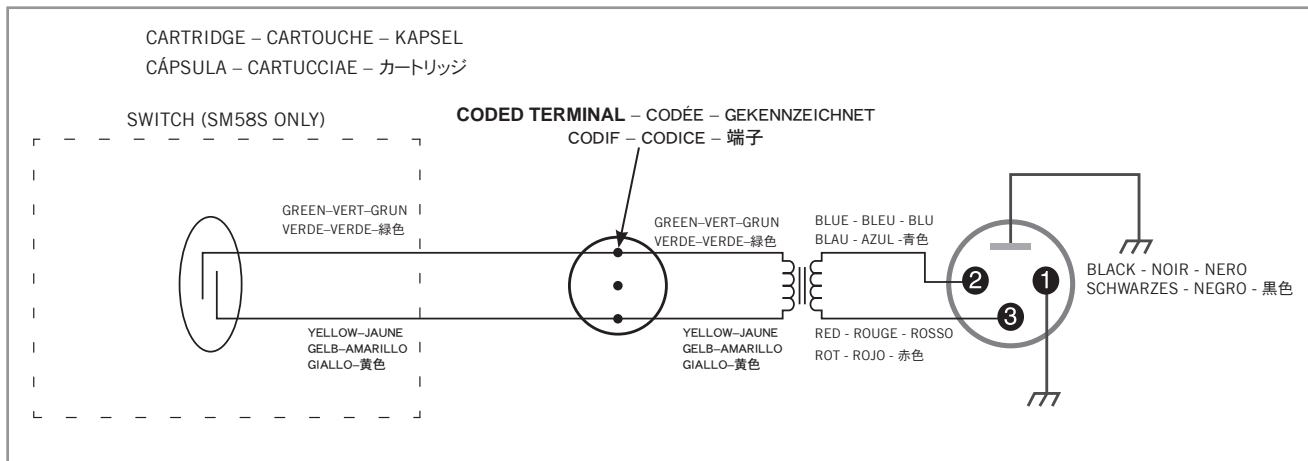 CARTRIDGE – CARTOUCHE – KAPSEL
CÁPSULA – CARTUCCIAE – カートリッジ
SWITCH (SM58S ONLY)
CODED TERMINAL – CODÉE – GEKENNZEICHNET
CODIF – CODICE – 端子
GREEN–VERT–GRUN
VERDE–VERDE–緑色
GREEN–VERT–GRUN
VERDE–VERDE–緑色
BLUE - BLEU - BLU
BLAU - AZUL -青色
BLACK - NOIR - NERO
SCHWARZES - NEGRO - 黒色
2
1
3
YELLOW–JAUNE
GELB–AMARILLO
GIALLO–黄色
YELLOW–JAUNE
GELB–AMARILLO
GIALLO–黄色
RED - ROUGE - ROSSO
ROT - ROJO - 赤色